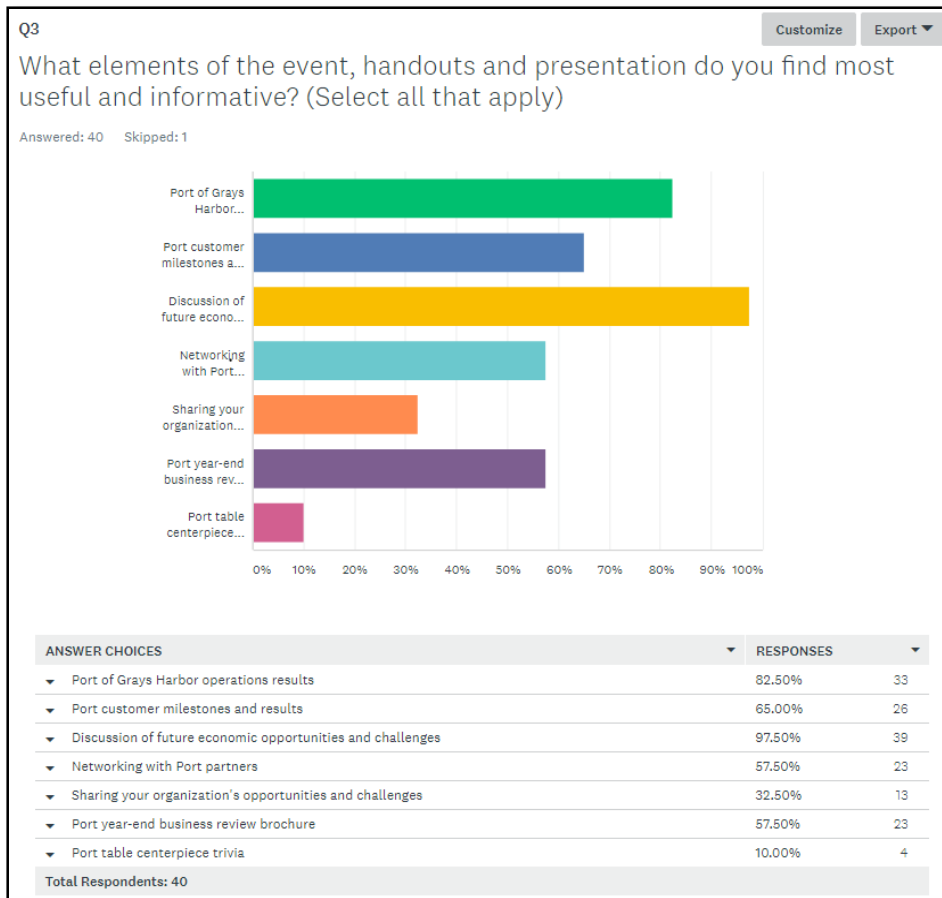 Q3
Customize
Export
What elements of the event, handouts and presentation do you find most
useful and informative? (Select all that apply)
Answered: 40 Skipped: 1
Port of Grays
Harbor...
Port customer
milestones a...
Discussion of
future econo...
Networking
with Port...
Sharing your
organization...
Port year-end
business rev...
Port table
centerpiece...
0% 10% 20% 30% 40% 50% 60% 70% 80% 90% 100%
ANSWER CHOICES RESPONSES
Port of Grays Harbor operations results 82.50% 33
Port customer milestones and results 65.00% 26
Discussion of future economic opportunities and challenges 97.50% 39
Networking with Port partners 57.50% 23
Sharing your organization's opportunities and challenges 32.50% 13
Port year-end business review brochure 57.50% 23
Port table centerpiece trivia 10.00% 4
Total Respondents: 40